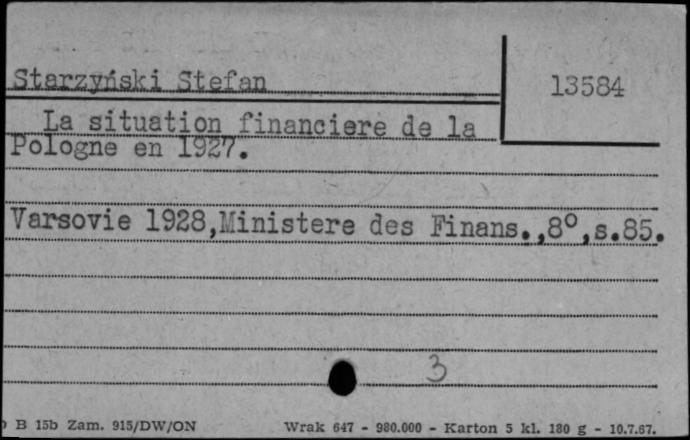 Starzyński Stefan
13584
La situation financiere de la
Pologne en 1927.
Varsovie 1928,Ministere des Finans.,8°,s.85.
3
B 15b Zam. 915/DW/ON Wrak 647 - 980.000 - Karton 5 kl. 180 g - 10.7.67.